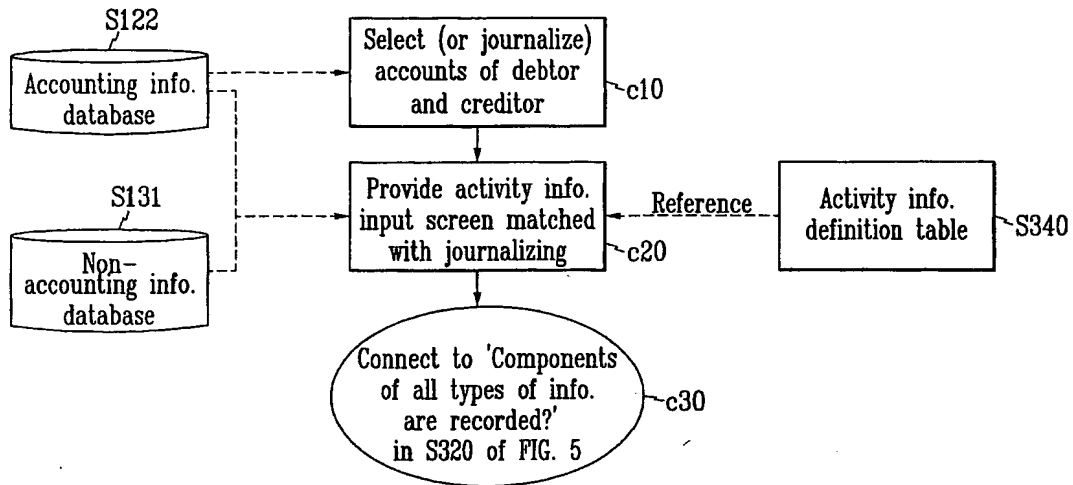 S122
Accounting info.
database
Select (or journalize)
accounts of debtor
and creditor
c10
S131
Non-
accounting info.
database
Provide activity info.
input screen matched
with journalizing
c20
Reference
Activity info.
definition table
S340
Connect to 'Components
of all types of info.
are recorded?'
in S320 of FIG. 5
c30